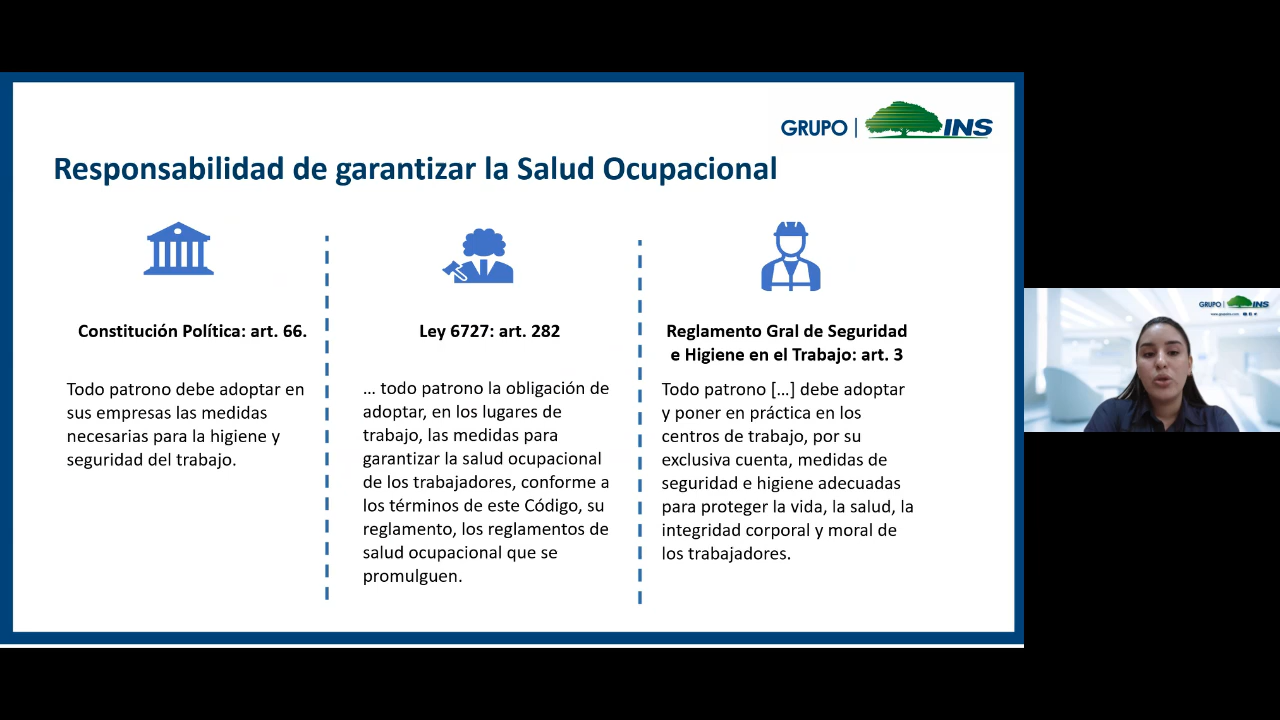 GRUPO | INS
Responsabilidad de garantizar la Salud Ocupacional
Constitución Política: art. 66.
Todo patrono debe adoptar en
sus empresas las medidas
necesarias para la higiene y
seguridad del trabajo.
Ley 6727: art. 282
... todo patrono la obligación de
adoptar, en los lugares de
trabajo, las medidas para
garantizar la salud ocupacional
de los trabajadores, conforme a
los términos de este Código, su
reglamento, los reglamentos de
salud ocupacional que se
promulguen.
Reglamento Gral de Seguridad
e Higiene en el Trabajo: art. 3
Todo patrono [...] debe adoptar
y poner en práctica en los
centros de trabajo, por su
exclusiva cuenta, medidas de
seguridad e higiene adecuadas
para proteger la vida, la salud, la
integridad corporal y moral de
los trabajadores.
GRUPO | INS